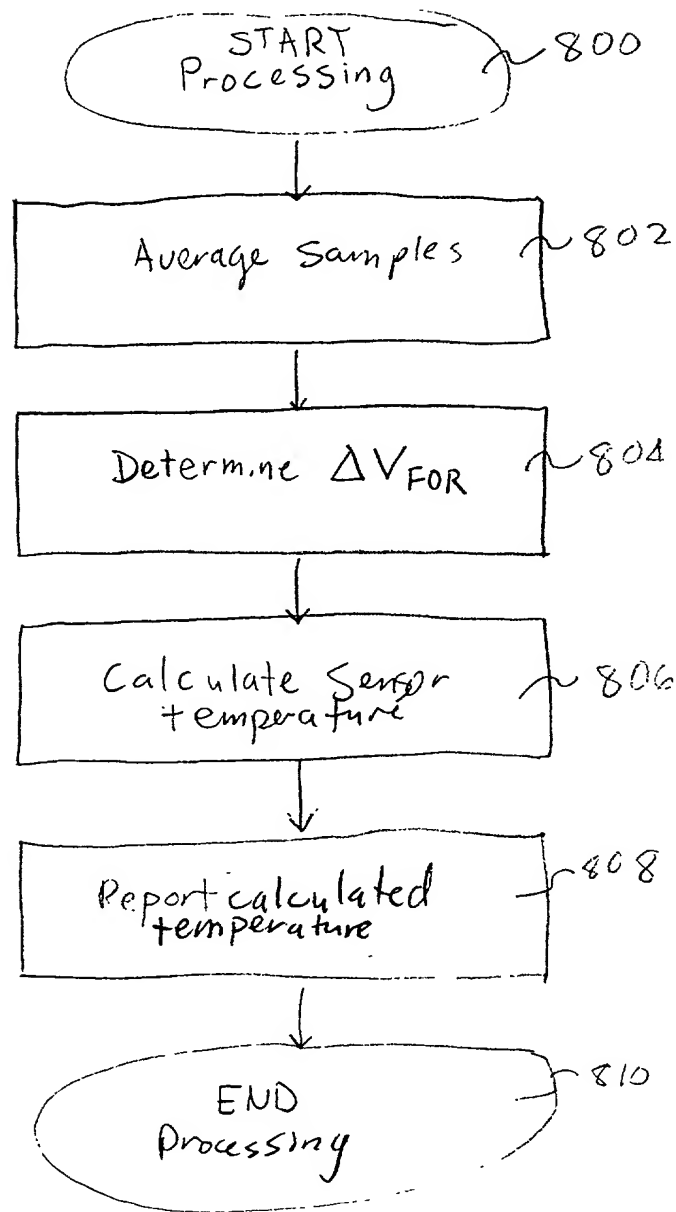 START
Processing
800
Average Samples
802
Determine ΔV_FOR
804
Calculate Sensor
temperature
806
Report calculated
temperature
808
END
Processing
810